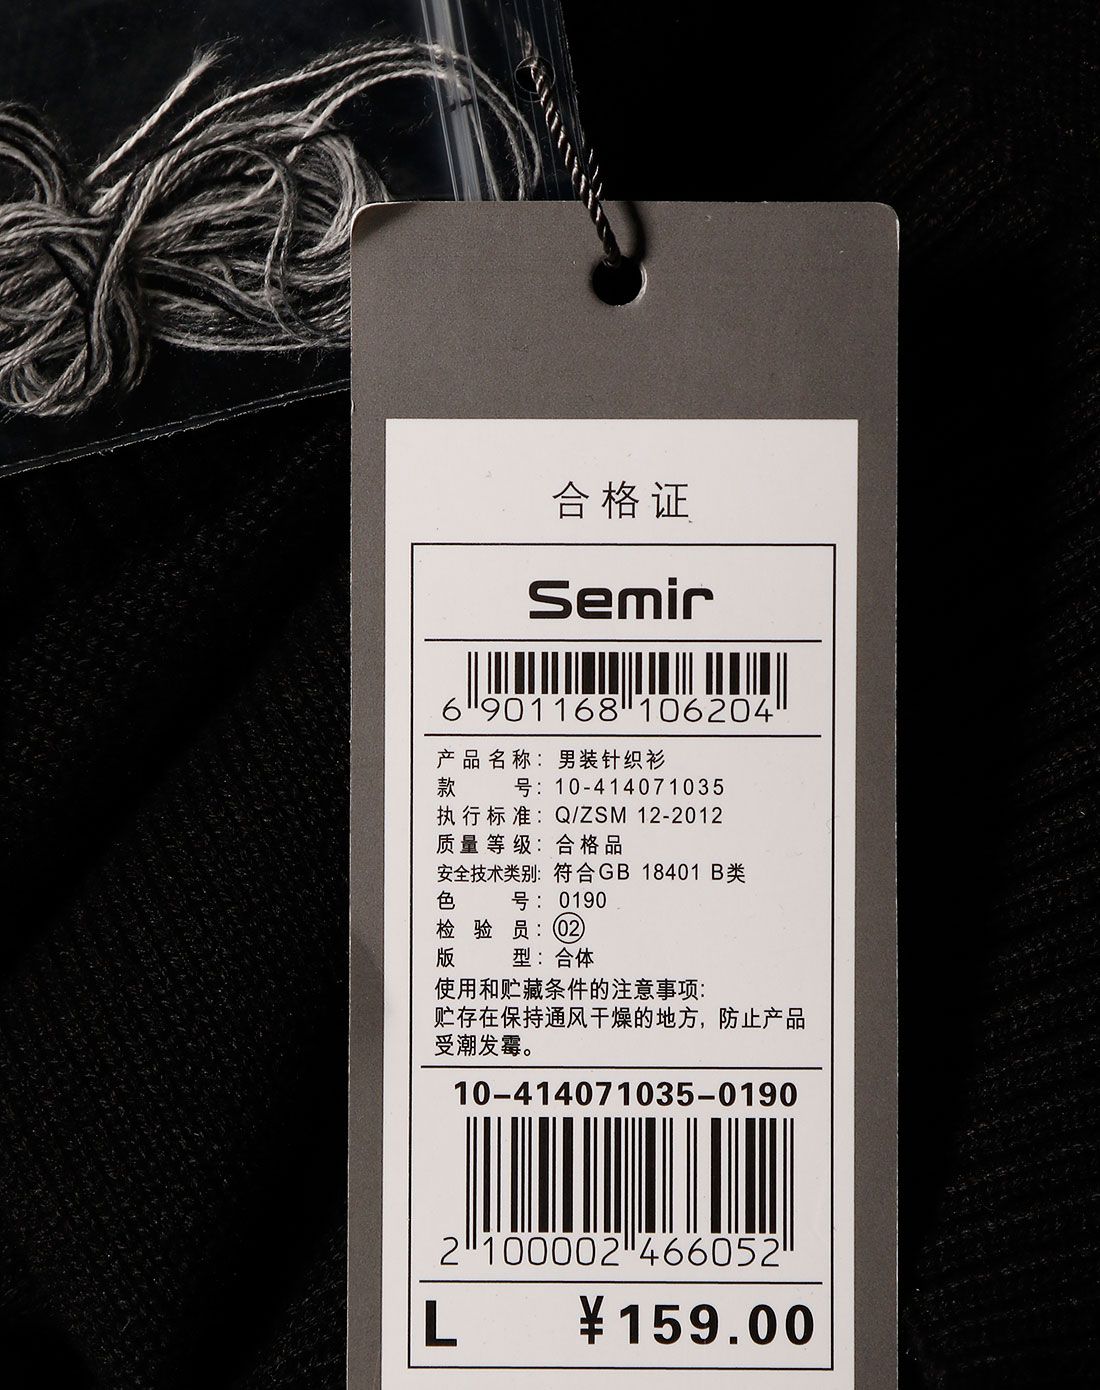 合格证
Semir
6 901168 106204
产品名称：男装针织衫
款 号：10-414071035
执行标准：Q/ZSM 12-2012
质量等级：合格品
安全技术类别：符合GB 18401 B类
色 号：0190
检 验 员：02
版 型：合体
使用和贮藏条件的注意事项：
贮存在保持通风干燥的地方，防止产品
受潮发霉。
10-414071035-0190
2 100002 466052
L ¥159.00